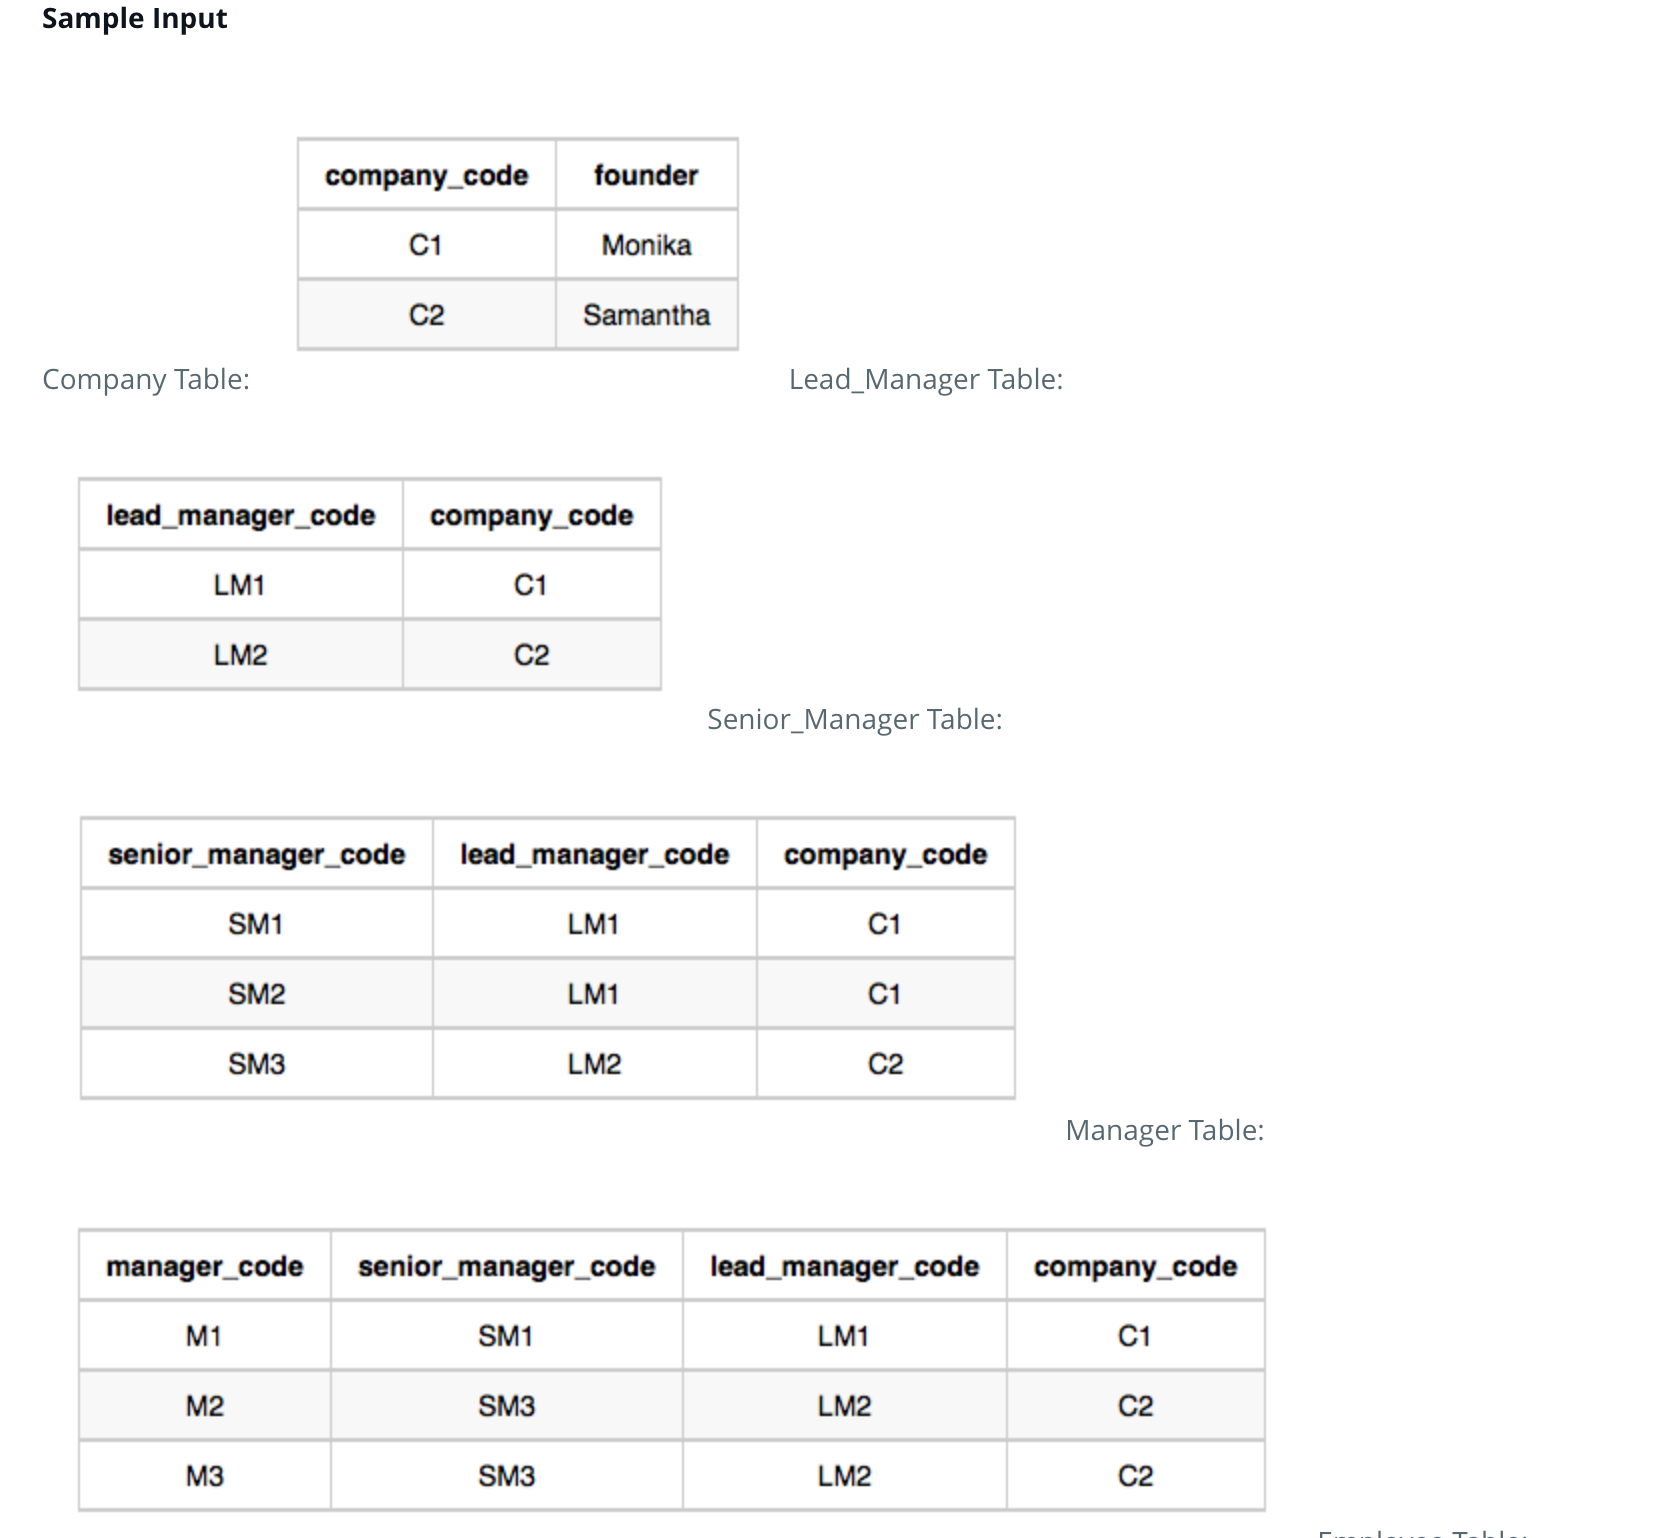 Sample Input
company_code founder
C1 Monika
C2 Samantha
Company Table: Lead_Manager Table:
lead_manager_code company_code
LM1 C1
LM2 C2
Senior_Manager Table:
senior_manager_code lead_manager_code company_code
SM1 LM1 C1
SM2 LM1 C1
SM3 LM2 C2
Manager Table:
manager_code senior_manager_code lead_manager_code company_code
M1 SM1 LM1 C1
M2 SM3 LM2 C2
M3 SM3 LM2 C2
Employee Table: